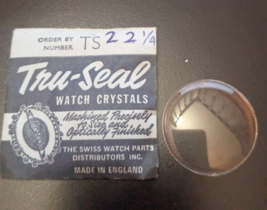 ORDER BY
NUMBER TS 22 1/4
Tru-Seal
WATCH CRYSTALS
Machined Precisely
to Size and
Optically Finished
THE SWISS WATCH PARTS
DISTRIBUTORS INC.
MADE IN ENGLAND